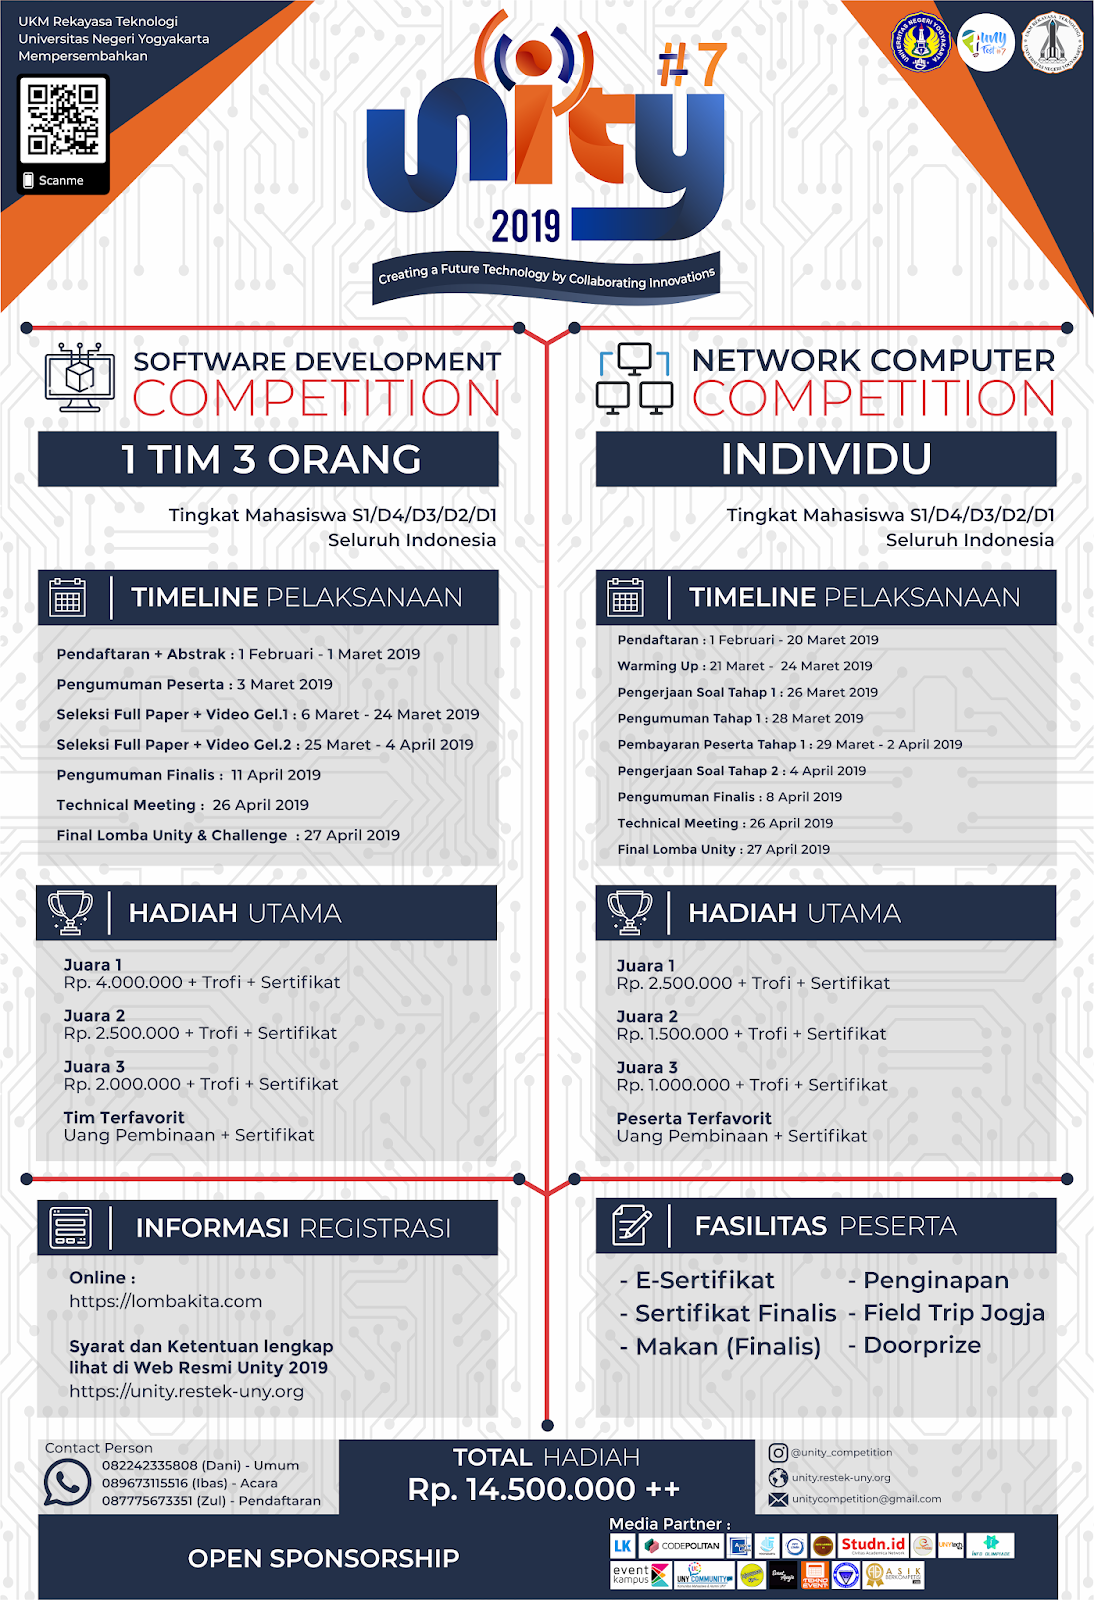 UKM Rekayasa Teknologi
Universitas Negeri Yogyakarta
Mempersembahkan
Scanme
unity #7
2019
Creating a Future Technology by Collaborating Innovations
SOFTWARE DEVELOPMENT
COMPETITION
1 TIM 3 ORANG
Tingkat Mahasiswa S1/D4/D3/D2/D1
Seluruh Indonesia
TIMELINE PELAKSANAAN
Pendaftaran + Abstrak : 1 Februari - 1 Maret 2019
Pengumuman Peserta : 3 Maret 2019
Seleksi Full Paper + Video Gel.1 : 6 Maret - 24 Maret 2019
Seleksi Full Paper + Video Gel.2 : 25 Maret - 4 April 2019
Pengumuman Finalis : 11 April 2019
Technical Meeting : 26 April 2019
Final Lomba Unity & Challenge : 27 April 2019
HADIAH UTAMA
Juara 1
Rp. 4.000.000 + Trofi + Sertifikat
Juara 2
Rp. 2.500.000 + Trofi + Sertifikat
Juara 3
Rp. 2.000.000 + Trofi + Sertifikat
Tim Terfavorit
Uang Pembinaan + Sertifikat
NETWORK COMPUTER
COMPETITION
INDIVIDU
Tingkat Mahasiswa S1/D4/D3/D2/D1
Seluruh Indonesia
TIMELINE PELAKSANAAN
Pendaftaran : 1 Februari - 20 Maret 2019
Warming Up : 21 Maret - 24 Maret 2019
Pengerjaan Soal Tahap 1 : 26 Maret 2019
Pengumuman Tahap 1 : 28 Maret 2019
Pembayaran Peserta Tahap 1 : 29 Maret - 2 April 2019
Pengerjaan Soal Tahap 2 : 4 April 2019
Pengumuman Finalis : 8 April 2019
Technical Meeting : 26 April 2019
Final Lomba Unity : 27 April 2019
HADIAH UTAMA
Juara 1
Rp. 2.500.000 + Trofi + Sertifikat
Juara 2
Rp. 1.500.000 + Trofi + Sertifikat
Juara 3
Rp. 1.000.000 + Trofi + Sertifikat
Peserta Terfavorit
Uang Pembinaan + Sertifikat
INFORMASI REGISTRASI
Online :
https://lombakita.com
Syarat dan Ketentuan lengkap
lihat di Web Resmi Unity 2019
https://unity.restek-uny.org
FASILITAS PESERTA
- E-Sertifikat
- Sertifikat Finalis
- Makan (Finalis)
- Penginapan
- Field Trip Jogja
- Doorprize
Contact Person
082242335808 (Dani) - Umum
089673115516 (Ibas) - Acara
087775673351 (Zul) - Pendaftaran
TOTAL HADIAH
Rp. 14.500.000 ++
@unity_competition
unity.restek-uny.org
unitycompetition@gmail.com
OPEN SPONSORSHIP
Media Partner :
LK
CODEPOLITAN
Studn.id
event
kampus
UNY COMMUNITY
ASIK